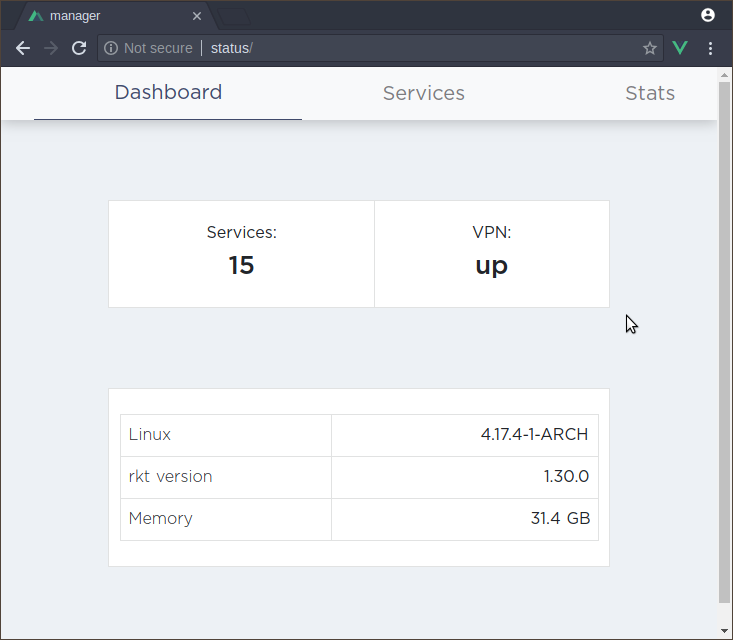 manager
Not secure | status/
Dashboard Services Stats
Services: VPN:
15 up
Linux 4.17.4-1-ARCH
rkt version 1.30.0
Memory 31.4 GB